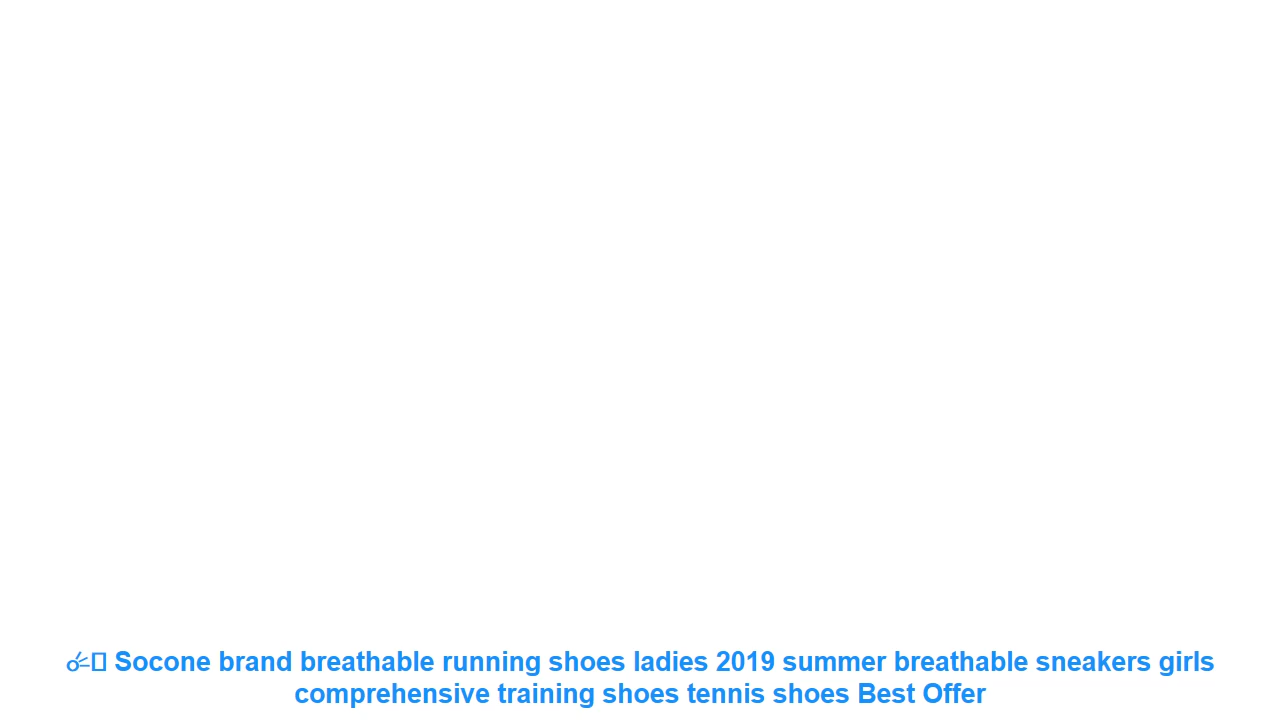 ☄️ Socone brand breathable running shoes ladies 2019 summer breathable sneakers girls
comprehensive training shoes tennis shoes Best Offer